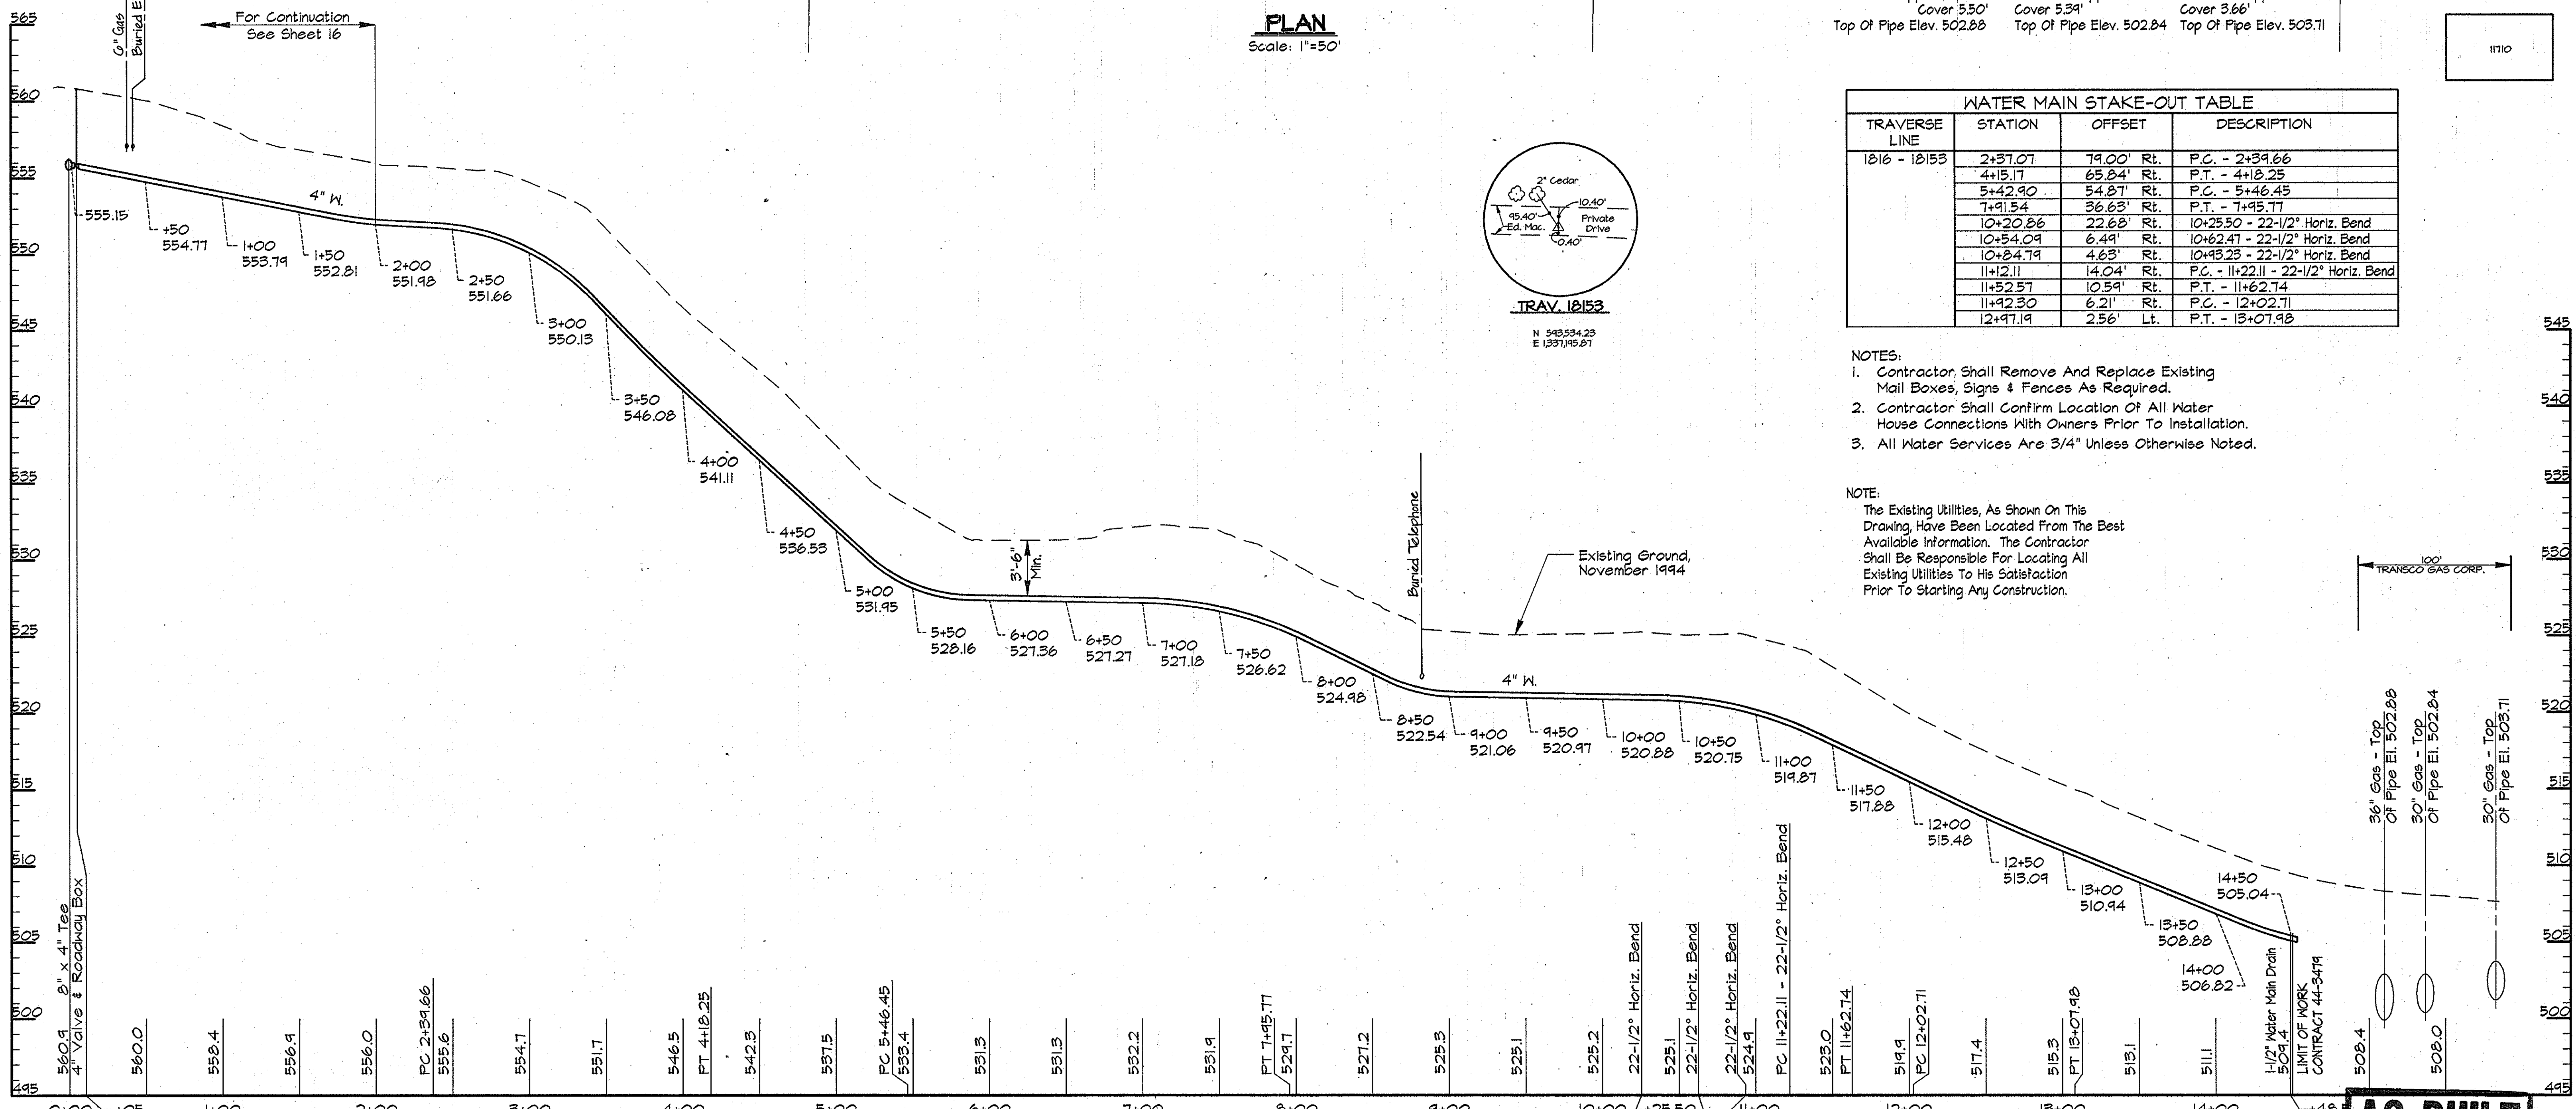 565
For Continuation
See Sheet 16
6" Gas
PLAN
Scale: 1"=50'
Cover 5.50' Cover 5.39' Cover 3.66'
Top Of Pipe Elev. 502.88 Top Of Pipe Elev. 502.84 Top Of Pipe Elev. 503.71
11710
WATER MAIN STAKE-OUT TABLE
TRAVERSE LINE STATION OFFSET DESCRIPTION
1816 - 18153 2+37.07 79.00' Rt. P.C. - 2+39.66
4+15.17 65.84' Rt. P.T. - 4+18.25
5+42.90 54.87' Rt. P.C. - 5+46.45
7+91.54 36.63' Rt. P.T. - 7+95.77
10+20.86 22.68' Rt. 10+25.50 - 22-1/2° Horiz. Bend
10+54.09 6.49' Rt. 10+62.47 - 22-1/2° Horiz. Bend
10+84.79 4.63' Rt. 10+93.23 - 22-1/2° Horiz. Bend
11+12.11 14.04' Rt. P.C. - 11+22.11 - 22-1/2° Horiz. Bend
11+52.57 10.59' Rt. P.T. - 11+62.74
11+92.30 6.21' Rt. P.C. - 12+02.71
12+97.19 2.56' Lt. P.T. - 13+07.98
NOTES:
1. Contractor Shall Remove And Replace Existing
Mail Boxes, Signs & Fences As Required.
2. Contractor Shall Confirm Location Of All Water
House Connections With Owners Prior To Installation.
3. All Water Services Are 3/4" Unless Otherwise Noted.
NOTE:
The Existing Utilities, As Shown On This
Drawing, Have Been Located From The Best
Available Information. The Contractor
Shall Be Responsible For Locating All
Existing Utilities To His Satisfaction
Prior To Starting Any Construction.
2" Cedar
10.40'
95.40'
Private
Drive
Ed. Mac.
0.40'
TRAV. 18153
N 593,534.23
E 1,337,195.87
560
555
550
545
540
535
530
525
520
515
510
505
500
495
4" W.
555.15
+50
554.77
1+00
553.79
1+50
552.81
2+00
551.98
2+50
551.66
3+00
550.13
3+50
546.08
4+00
541.11
4+50
536.53
5+00
531.95
5+50
528.16
6+00
527.36
6+50
527.27
7+00
527.18
7+50
526.62
8+00
524.98
8+50
522.54
9+00
521.06
9+50
520.97
10+00
520.88
10+50
520.75
11+00
519.87
11+50
517.88
12+00
515.48
12+50
513.09
13+00
510.94
13+50
508.88
14+00
506.82
14+50
505.04
3'-6"
Min.
Buried Telephone
4" W.
Existing Ground,
November 1994
100'
TRANSCO GAS CORP.
36" Gas - Top
Of Pipe El. 502.88
30" Gas - Top
Of Pipe El. 502.84
30" Gas - Top
Of Pipe El. 503.71
545
540
535
530
525
520
515
510
505
500
495
560.9 8" x 4" Tee
4" Valve & Roadway Box
560.0
558.4
556.9
556.0
PC 2+39.66
555.6
554.7
551.7
546.5
PT 4+18.25
542.3
537.5
PC 5+46.45
533.4
531.3
531.3
532.2
531.9
PT 7+95.77
529.7
527.2
525.3
525.1
525.2
22-1/2° Horiz. Bend
525.1
22-1/2° Horiz. Bend
22-1/2° Horiz. Bend
524.9
PC 11+22.11 - 22-1/2° Horiz. Bend
523.0
PT 11+62.74
519.9
PC 12+02.71
517.4
515.3
PT 13+07.98
513.1
511.1
1-1/2" Water Main Drain
509.4
LIMIT OF WORK
CONTRACT 44-3479
508.4
508.0